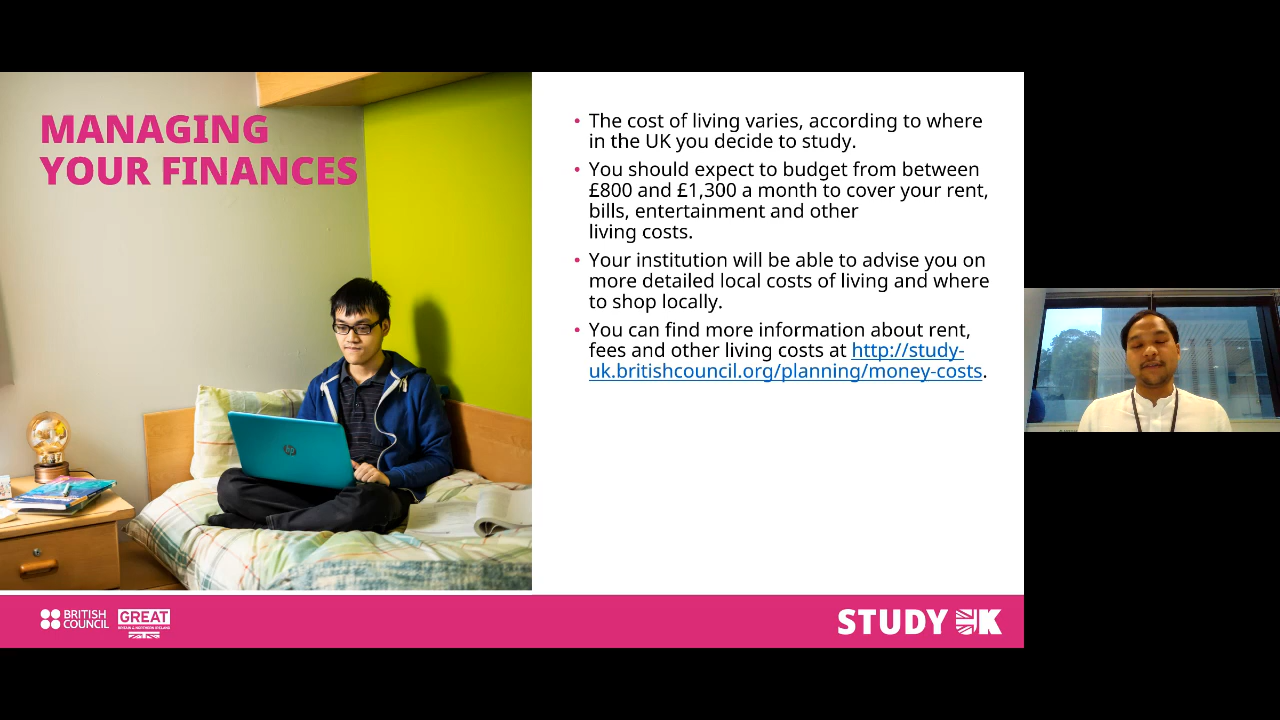 MANAGING
YOUR FINANCES
• The cost of living varies, according to where
in the UK you decide to study.
• You should expect to budget from between
£800 and £1,300 a month to cover your rent,
bills, entertainment and other
living costs.
• Your institution will be able to advise you on
more detailed local costs of living and where
to shop locally.
• You can find more information about rent,
fees and other living costs at http://study-
uk.britishcouncil.org/planning/money-costs.
hp
BRITISH
COUNCIL
GREAT
BRITAIN & NORTHERN IRELAND
STUDY UK